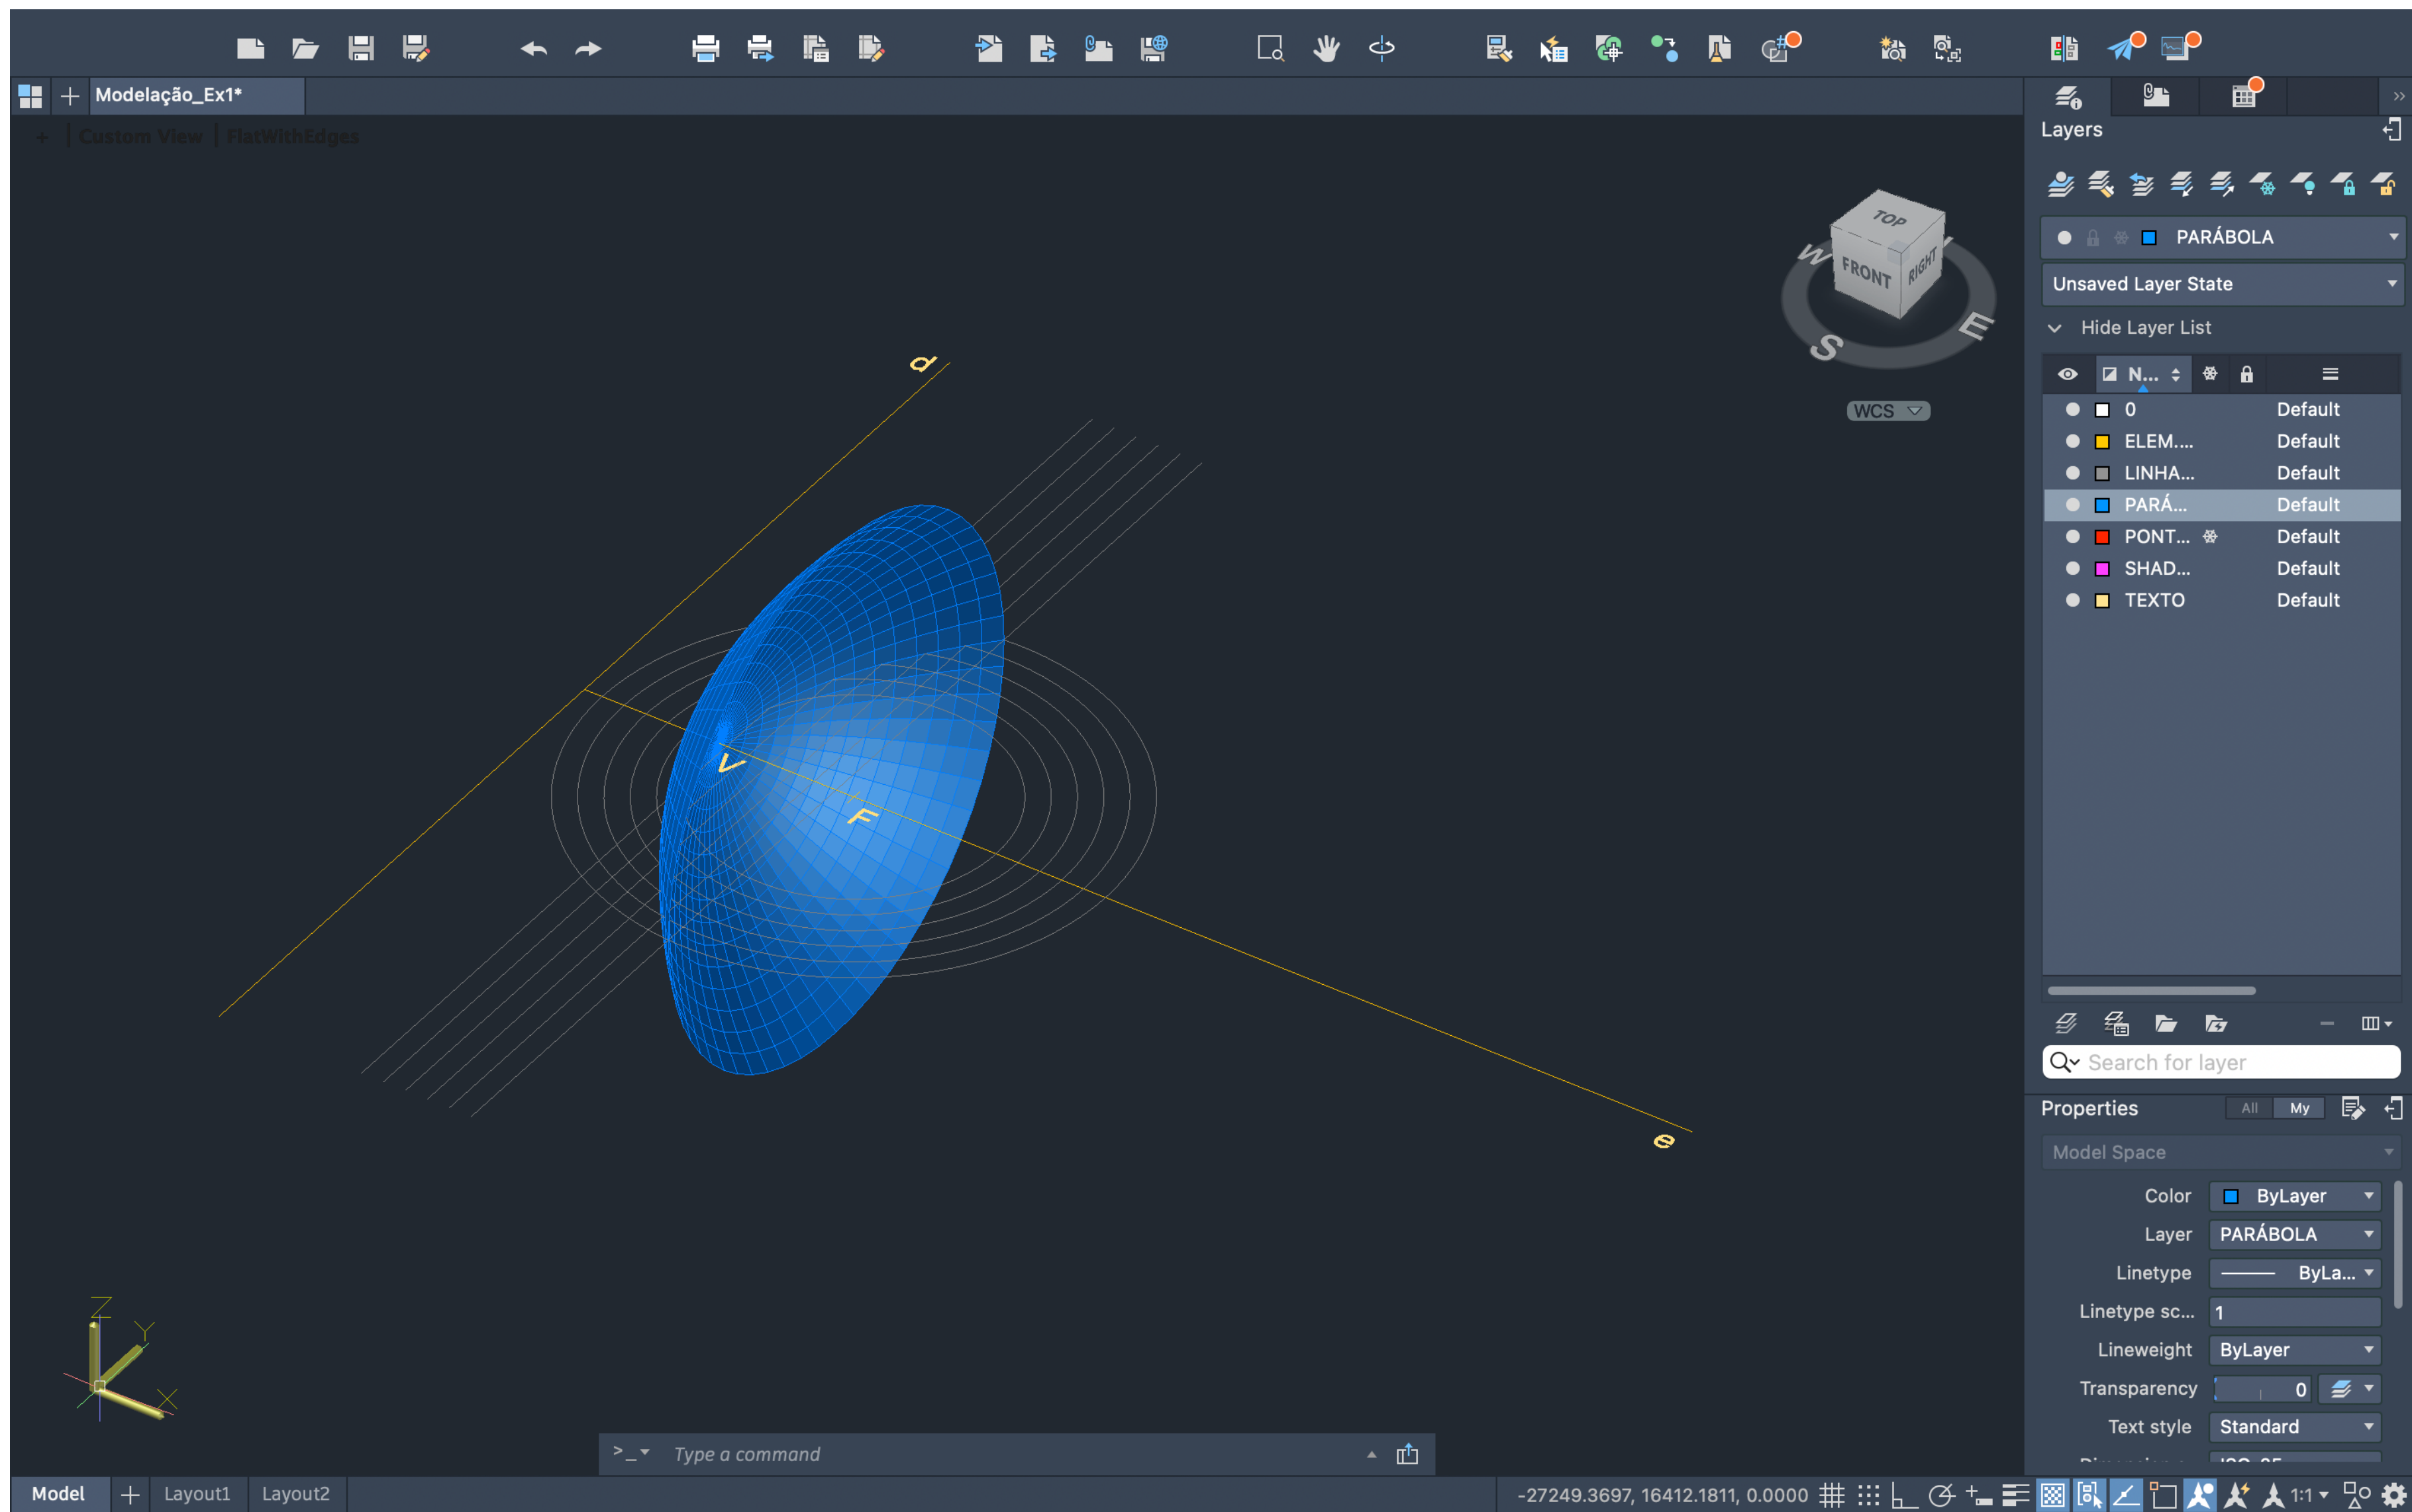 Modelação_Ex1*
+ | Custom View | FlatWithEdges
TOP
FRONT
RIGHT
W
S
E
WCS
d
V
F
e
Z
Y
X
Layers
PARÁBOLA
Unsaved Layer State
Hide Layer List
N...
0 Default
ELEM.... Default
LINHA... Default
PARÁ... Default
PONT... Default
SHAD... Default
TEXTO Default
Search for layer
Properties
All My
Model Space
Color ByLayer
Layer PARÁBOLA
Linetype ByLa...
Linetype sc... 1
Lineweight ByLayer
Transparency 0
Text style Standard
>_ Type a command
Model + Layout1 Layout2
-27249.3697, 16412.1811, 0.0000
1:1